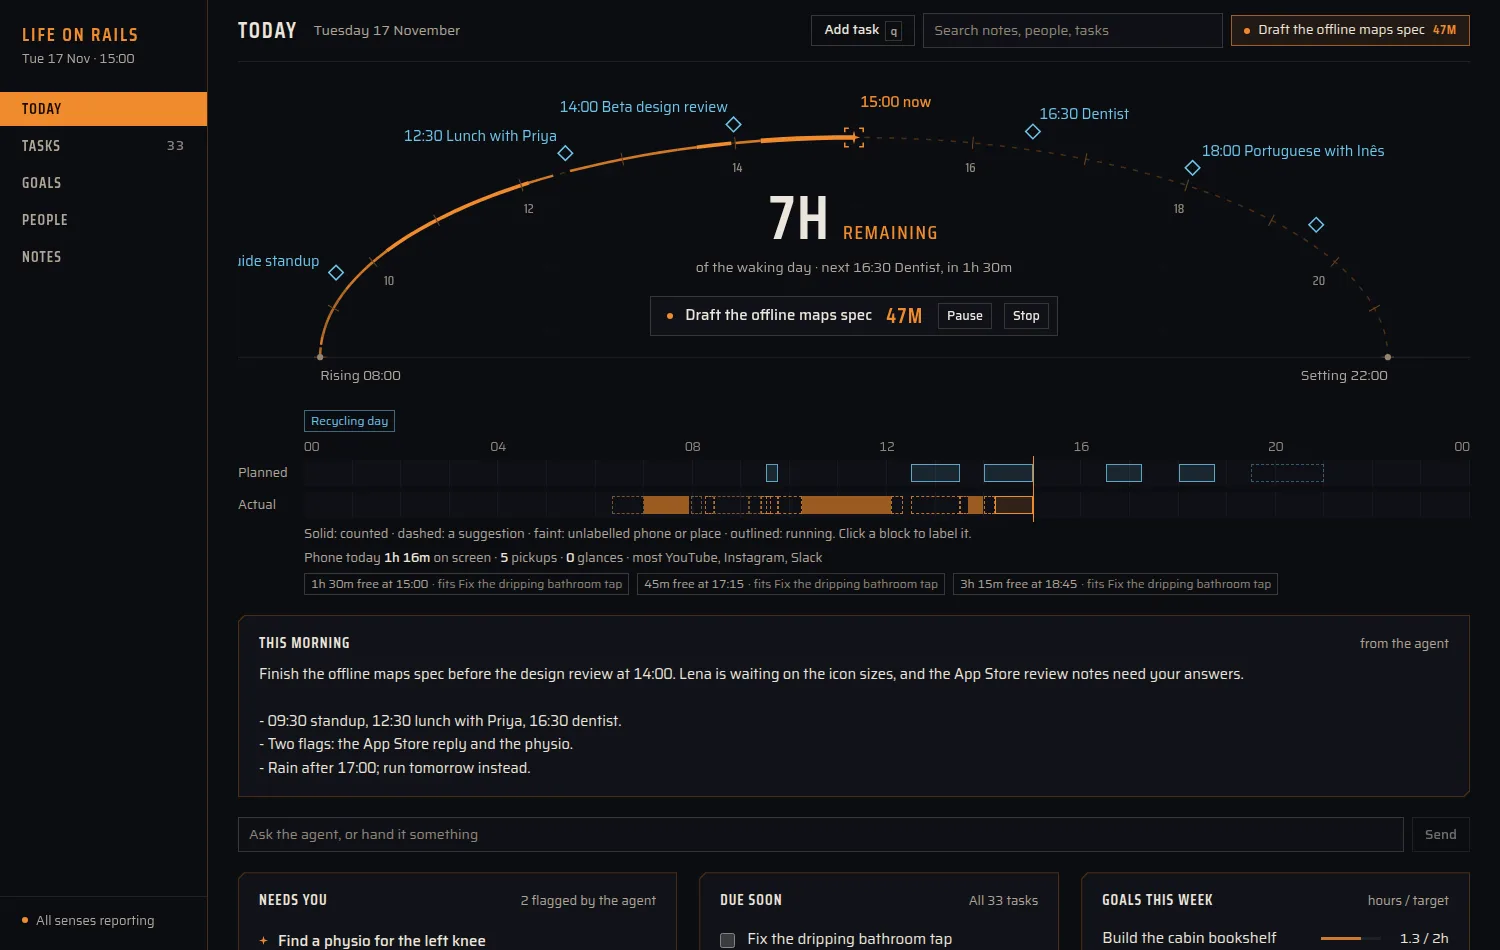 LIFE ON RAILS
Tue 17 Nov · 15:00
TODAY
TASKS 33
GOALS
PEOPLE
NOTES
All senses reporting
TODAY Tuesday 17 November
Add task q
Search notes, people, tasks
Draft the offline maps spec 47M
15:00 now
14:00 Beta design review
16:30 Dentist
12:30 Lunch with Priya
18:00 Portuguese with Inês
14
16
12
18
standup
10
20
7H REMAINING
of the waking day · next 16:30 Dentist, in 1h 30m
Draft the offline maps spec 47M Pause Stop
Rising 08:00
Setting 22:00
Recycling day
00 04 08 12 16 20 00
Planned
Actual
Solid: counted · dashed: a suggestion · faint: unlabelled phone or place · outlined: running. Click a block to label it.
Phone today 1h 16m on screen · 5 pickups · 0 glances · most YouTube, Instagram, Slack
1h 30m free at 15:00 · fits Fix the dripping bathroom tap
45m free at 17:15 · fits Fix the dripping bathroom tap
3h 15m free at 18:45 · fits Fix the dripping bathroom tap
THIS MORNING
from the agent
Finish the offline maps spec before the design review at 14:00. Lena is waiting on the icon sizes, and the App Store review notes need your answers.
- 09:30 standup, 12:30 lunch with Priya, 16:30 dentist.
- Two flags: the App Store reply and the physio.
- Rain after 17:00; run tomorrow instead.
Ask the agent, or hand it something
Send
NEEDS YOU
2 flagged by the agent
Find a physio for the left knee
DUE SOON
All 33 tasks
Fix the dripping bathroom tap
GOALS THIS WEEK
hours / target
Build the cabin bookshelf 1.3 / 2h